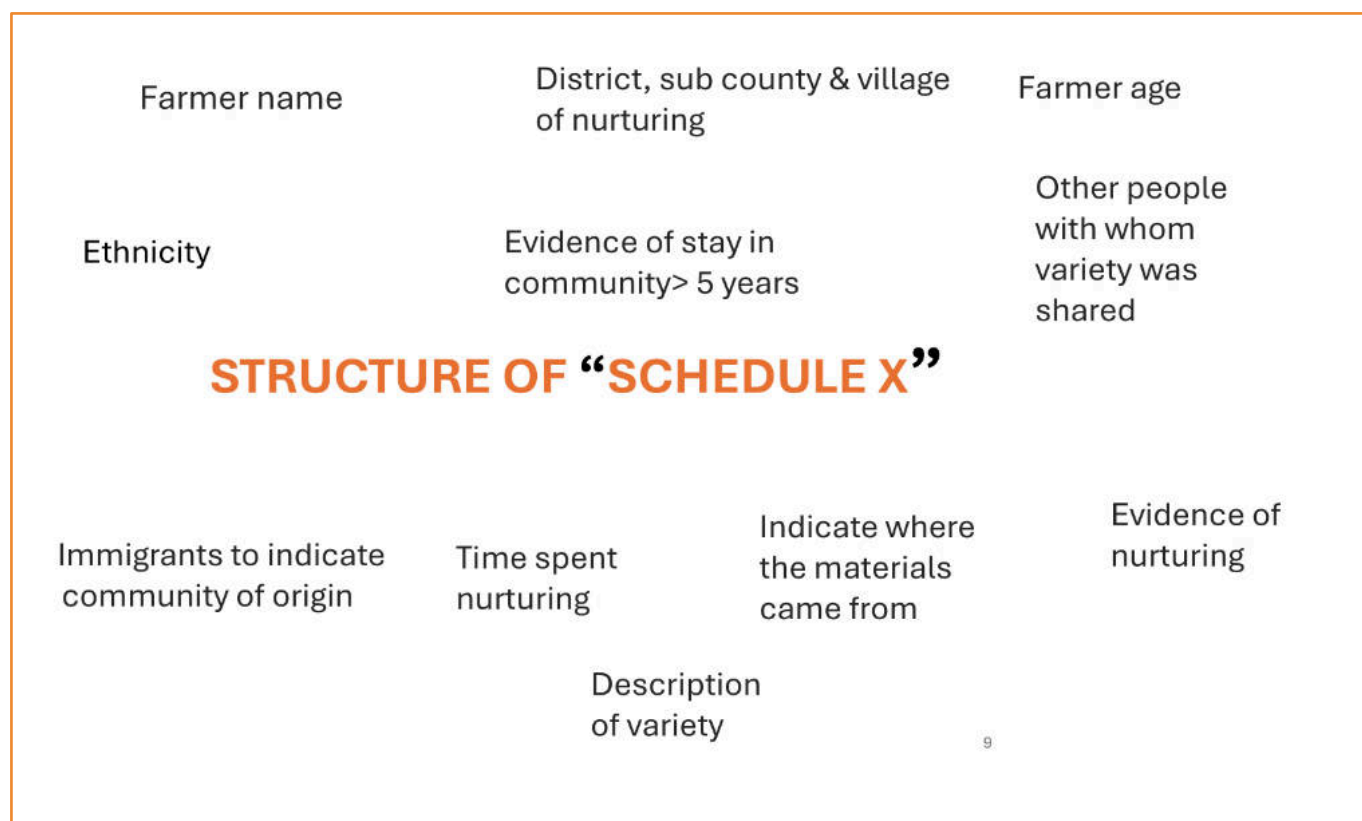 Farmer name
District, sub county & village
of nurturing
Farmer age
Ethnicity
Evidence of stay in
community> 5 years
Other people
with whom
variety was
shared
STRUCTURE OF “SCHEDULE X”
Immigrants to indicate
community of origin
Time spent
nurturing
Indicate where
the materials
came from
Evidence of
nurturing
Description
of variety
9